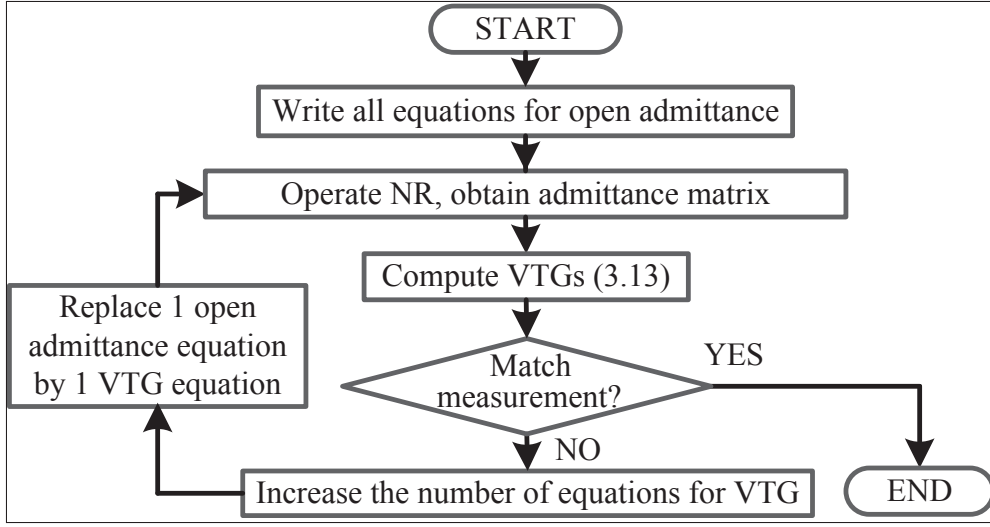 START
Write all equations for open admittance
Operate NR, obtain admittance matrix
Compute VTGs (3.13)
Replace 1 open
admittance equation
by 1 VTG equation
Match
measurement?
YES
NO
Increase the number of equations for VTG
END